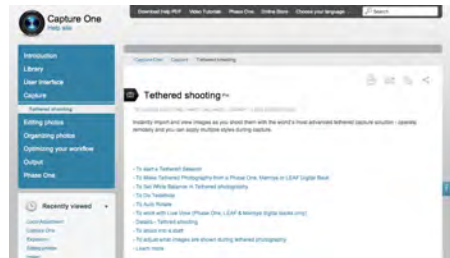 Capture One
Help site
Download Help PDF Video Tutorials Phase One Online Store Choose your language
Search
Introduction
Library
User Interface
Capture
Tethered shooting
Editing photos
Organizing photos
Optimizing your workflow
Output
Phase One
Recently viewed
Capture One
Capture One Capture Tethered shooting
Tethered shooting
Instantly import and view images as you shoot them with the world's most advanced tethered capture solution - operate
remotely and you can apply multiple styles during capture.
- To start a Tethered Session
- To Make Tethered Photography from a Phase One, Mamiya or LEAF Digital Back
- To Set White Balance in Tethered photography
- To Do Teleshots
- To Auto Rotate
- To work with Live View (Phase One, LEAF & Mamiya digital backs only)
- Details - Tethered shooting
- To adjust what images are shown during tethered photography
- Learn more